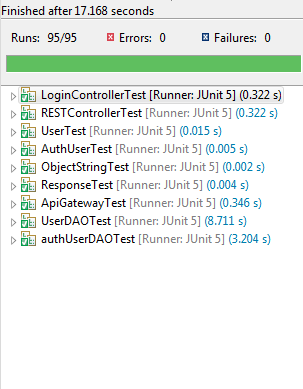 Finished after 17.168 seconds
Runs: 95/95 Errors: 0 Failures: 0
LoginControllerTest [Runner: JUnit 5] (0.322 s)
RESTControllerTest [Runner: JUnit 5] (0.322 s)
UserTest [Runner: JUnit 5] (0.015 s)
AuthUserTest [Runner: JUnit 5] (0.005 s)
ObjectStringTest [Runner: JUnit 5] (0.002 s)
ResponseTest [Runner: JUnit 5] (0.004 s)
ApiGatewayTest [Runner: JUnit 5] (0.346 s)
UserDAOTest [Runner: JUnit 5] (8.711 s)
authUserDAOTest [Runner: JUnit 5] (3.204 s)